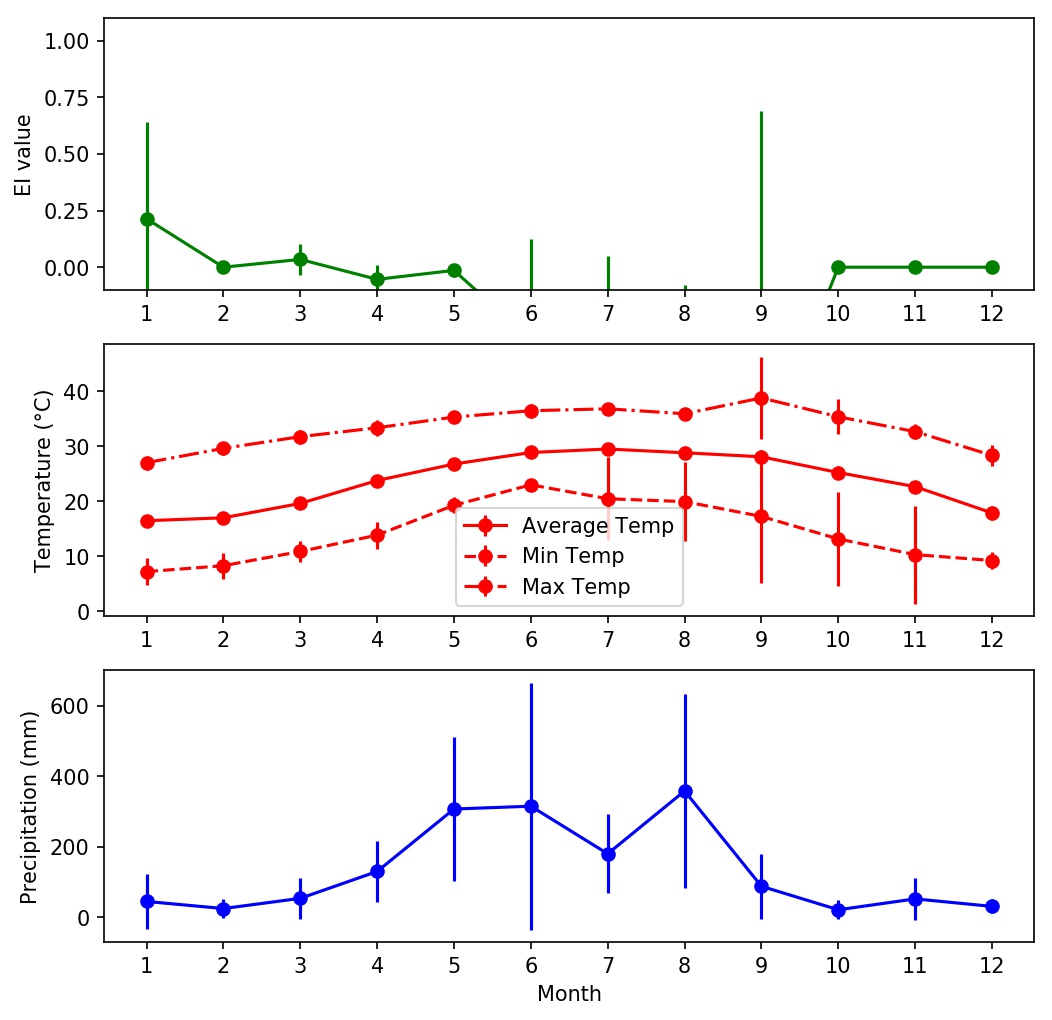 EI value
1.00
0.75
0.50
0.25
0.00
1 2 3 4 5 6 7 8 9 10 11 12
Temperature (°C)
40
30
20
10
0
Average Temp
Min Temp
Max Temp
1 2 3 4 5 6 7 8 9 10 11 12
Precipitation (mm)
600
400
200
0
1 2 3 4 5 6 7 8 9 10 11 12
Month